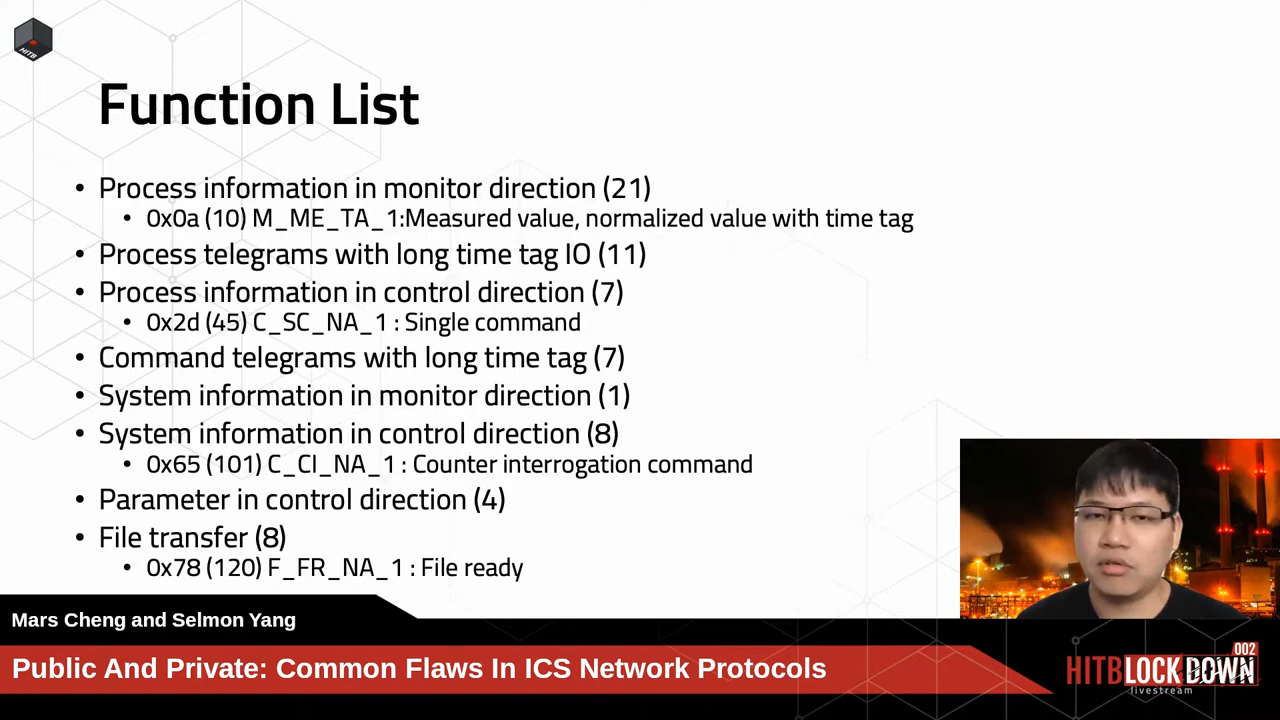 HITB
Function List
• Process information in monitor direction (21)
• 0x0a (10) M_ME_TA_1:Measured value, normalized value with time tag
• Process telegrams with long time tag IO (11)
• Process information in control direction (7)
• 0x2d (45) C_SC_NA_1 : Single command
• Command telegrams with long time tag (7)
• System information in monitor direction (1)
• System information in control direction (8)
• 0x65 (101) C_CI_NA_1 : Counter interrogation command
• Parameter in control direction (4)
• File transfer (8)
• 0x78 (120) F_FR_NA_1 : File ready
Mars Cheng and Selmon Yang
Public And Private: Common Flaws In ICS Network Protocols
002
HITBLOCKDOWN
livestream